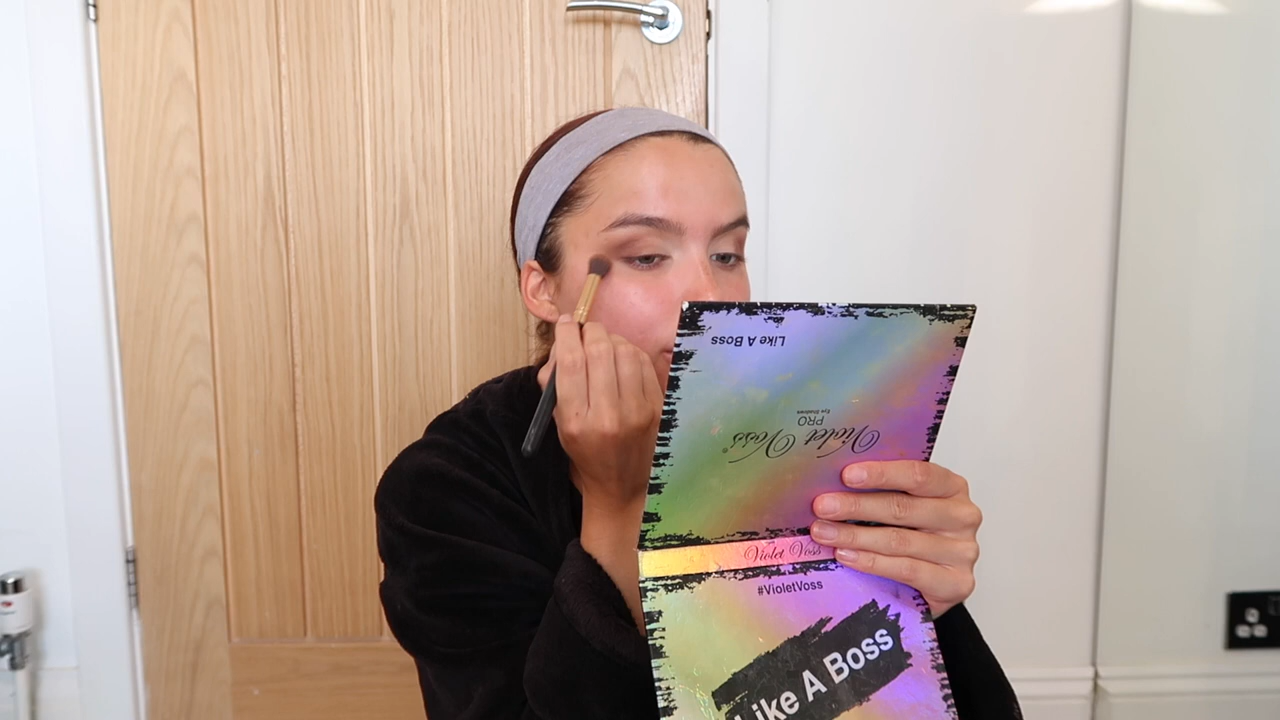 Like A Boss
Violet Voss®
PRO
Eye Shadows
Violet Voss
#VioletVoss
Like A Boss